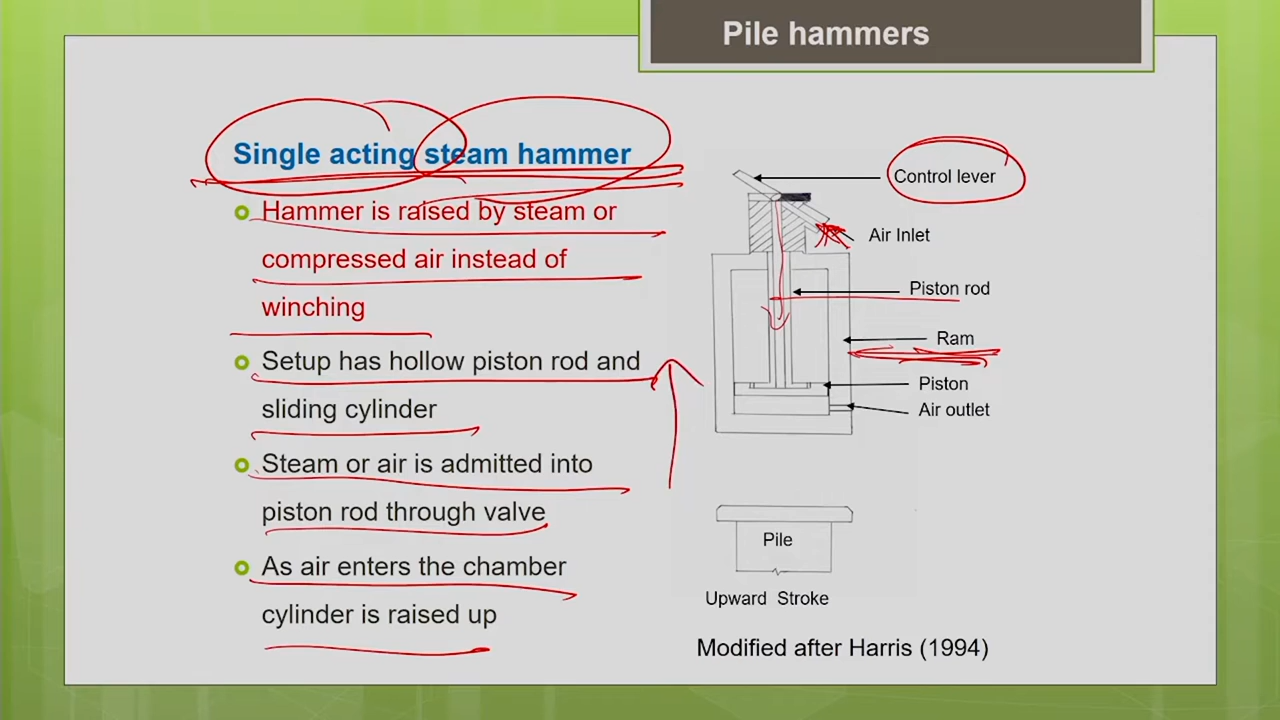 Pile hammers
Single acting steam hammer
Hammer is raised by steam or
compressed air instead of
winching
Setup has hollow piston rod and
sliding cylinder
Steam or air is admitted into
piston rod through valve
As air enters the chamber
cylinder is raised up
Control lever
Air Inlet
Piston rod
Ram
Piston
Air outlet
Pile
Upward Stroke
Modified after Harris (1994)